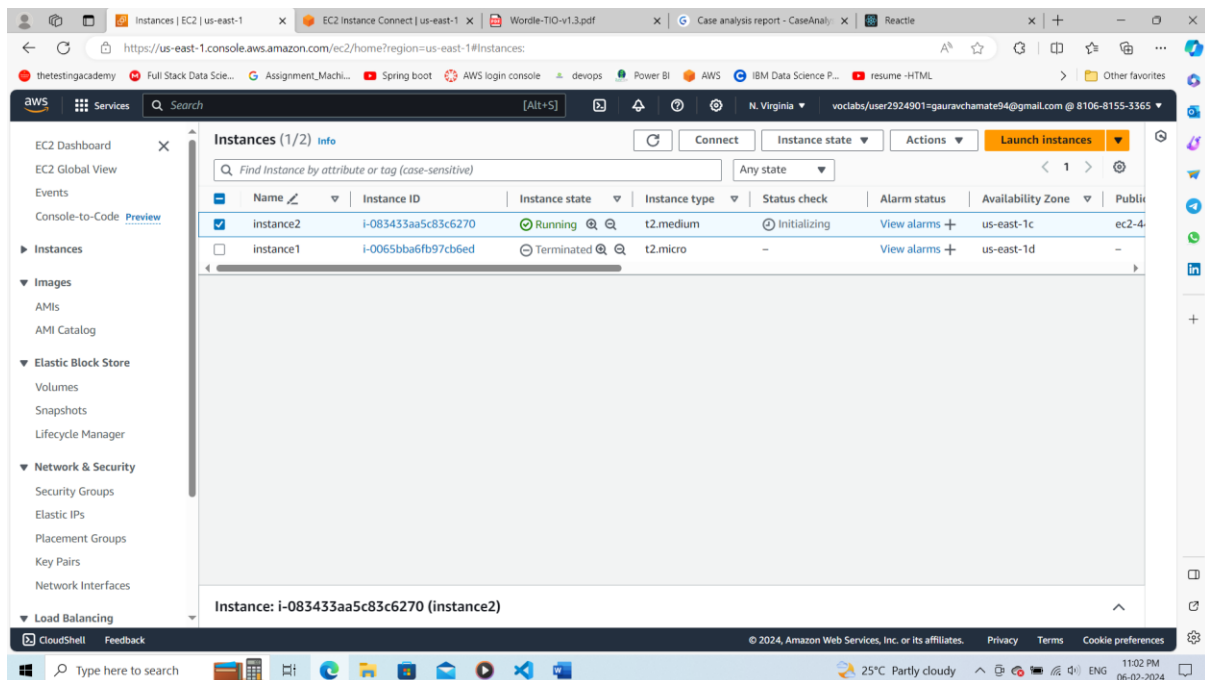 Instances | EC2 | us-east-1
EC2 Instance Connect | us-east-1
Wordle-TIO-v1.3.pdf
Case analysis report - CaseAnaly
Reactle
https://us-east-1.console.aws.amazon.com/ec2/home?region=us-east-1#Instances:
thetestingacademy
Full Stack Data Scie...
Assignment_Machi...
Spring boot
AWS login console
devops
Power BI
AWS
IBM Data Science P...
resume -HTML
Other favorites
aws
Services
Search
[Alt+S]
N. Virginia
voclabs/user2924901=gauravchamate94@gmail.com @ 8106-8155-3365
EC2 Dashboard
EC2 Global View
Events
Console-to-Code Preview
Instances
Images
AMIs
AMI Catalog
Elastic Block Store
Volumes
Snapshots
Lifecycle Manager
Network & Security
Security Groups
Elastic IPs
Placement Groups
Key Pairs
Network Interfaces
Load Balancing
Instances (1/2) Info
Connect
Instance state
Actions
Launch instances
Find Instance by attribute or tag (case-sensitive)
Any state
1
Name Instance ID Instance state Instance type Status check Alarm status Availability Zone Public
instance2 i-083433aa5c83c6270 Running t2.medium Initializing View alarms + us-east-1c ec2-4
instance1 i-0065bba6fb97cb6ed Terminated t2.micro – View alarms + us-east-1d –
Instance: i-083433aa5c83c6270 (instance2)
CloudShell Feedback
© 2024, Amazon Web Services, Inc. or its affiliates. Privacy Terms Cookie preferences
Type here to search
25°C Partly cloudy
ENG
11:02 PM
06-02-2024